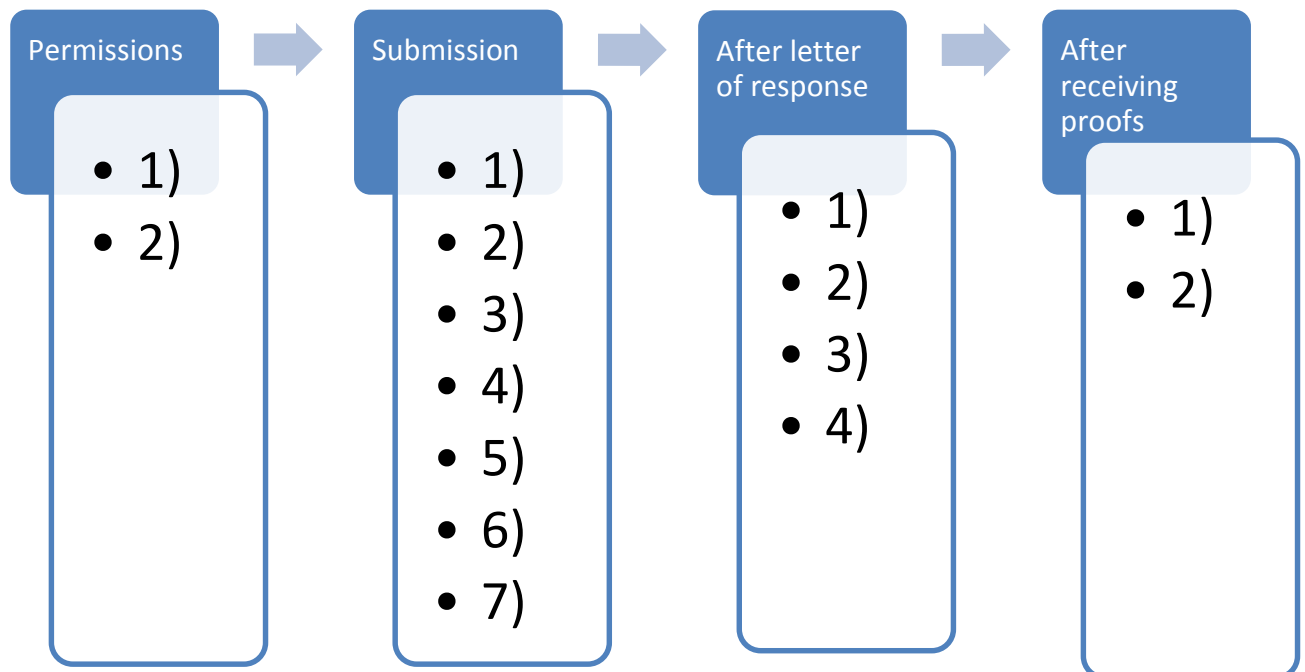 Permissions
• 1)
• 2)
Submission
• 1)
• 2)
• 3)
• 4)
• 5)
• 6)
• 7)
After letter
of response
• 1)
• 2)
• 3)
• 4)
After
receiving
proofs
• 1)
• 2)